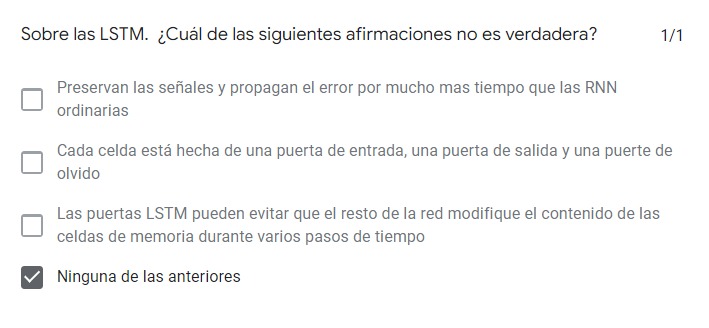 Sobre las LSTM. ¿Cuál de las siguientes afirmaciones no es verdadera? 1/1
Preservan las señales y propagan el error por mucho mas tiempo que las RNN
ordinarias
Cada celda está hecha de una puerta de entrada, una puerta de salida y una puerte de
olvido
Las puertas LSTM pueden evitar que el resto de la red modifique el contenido de las
celdas de memoria durante varios pasos de tiempo
Ninguna de las anteriores